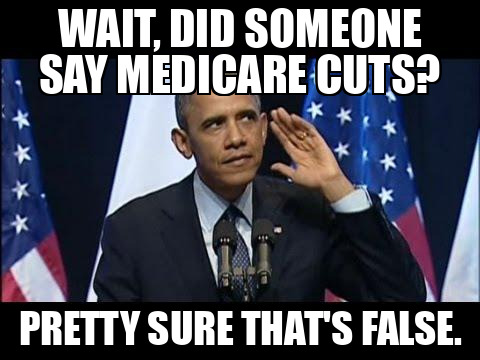 WAIT, DID SOMEONE
SAY MEDICARE CUTS?
PRETTY SURE THAT'S FALSE.